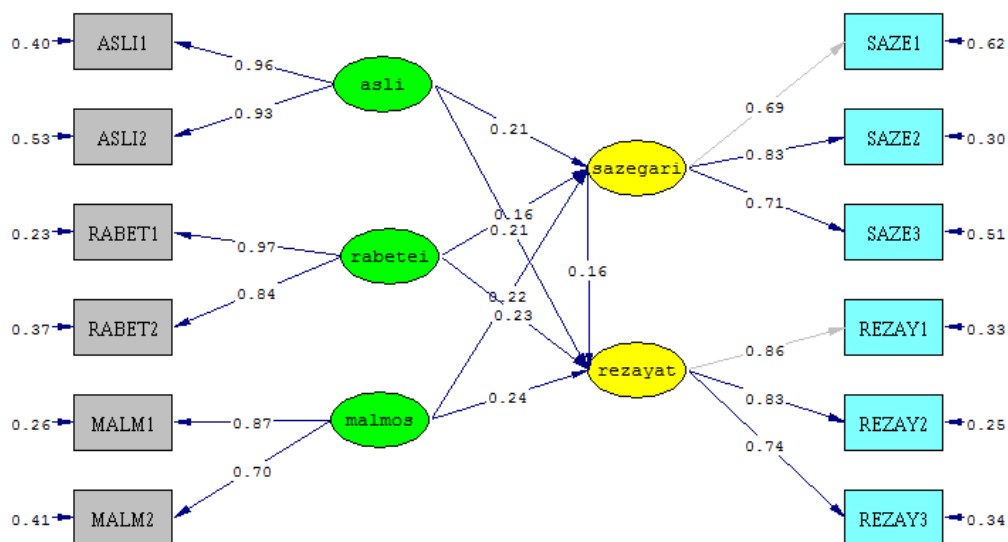 0.40 ASLI1 0.96 asli 0.69 SAZE1 0.62
0.53 ASLI2 0.93 0.21 sazegari 0.83 SAZE2 0.30
0.23 RABET1 0.97 rabetei 0.16 0.21 0.71 SAZE3 0.51
0.37 RABET2 0.84 0.22 0.23 0.16 0.86 REZAY1 0.33
0.26 MALM1 0.87 malmos 0.24 rezayat 0.83 REZAY2 0.25
0.41 MALM2 0.70 0.74 REZAY3 0.34